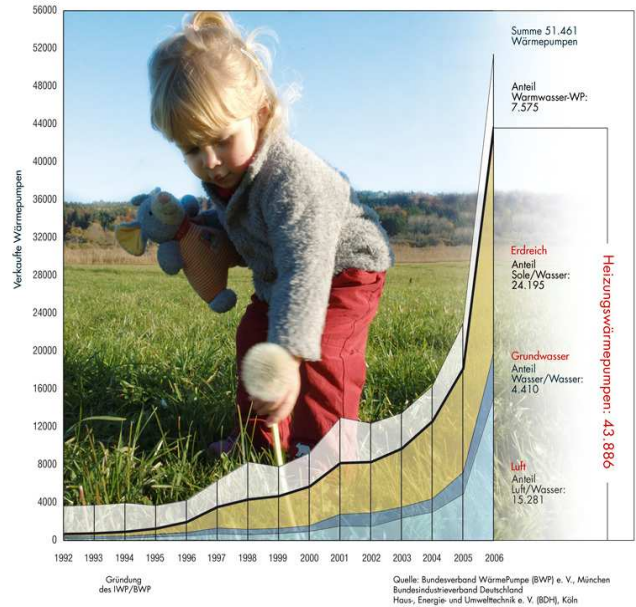 56000
52000
48000
44000
40000
36000
32000
28000
24000
20000
16000
12000
8000
4000
0
Verkaufte Wärmepumpen
1992 1993 1994 1995 1996 1997 1998 1999 2000 2001 2002 2003 2004 2005 2006
Gründung
des IWP/BWP
Summe 51.461
Wärmepumpen
Anteil
Warmwasser-WP:
7.575
Erdreich
Anteil
Sole/Wasser:
24.195
Grundwasser
Anteil
Wasser/Wasser:
4.410
Luft
Anteil
Luft/Wasser:
15.281
Heizungswärmepumpen: 43.886
Quelle: Bundesverband WärmePumpe (BWP) e. V., München
Bundesindustrieverband Deutschland
Haus-, Energie- und Umwelttechnik e. V. (BDH), Köln